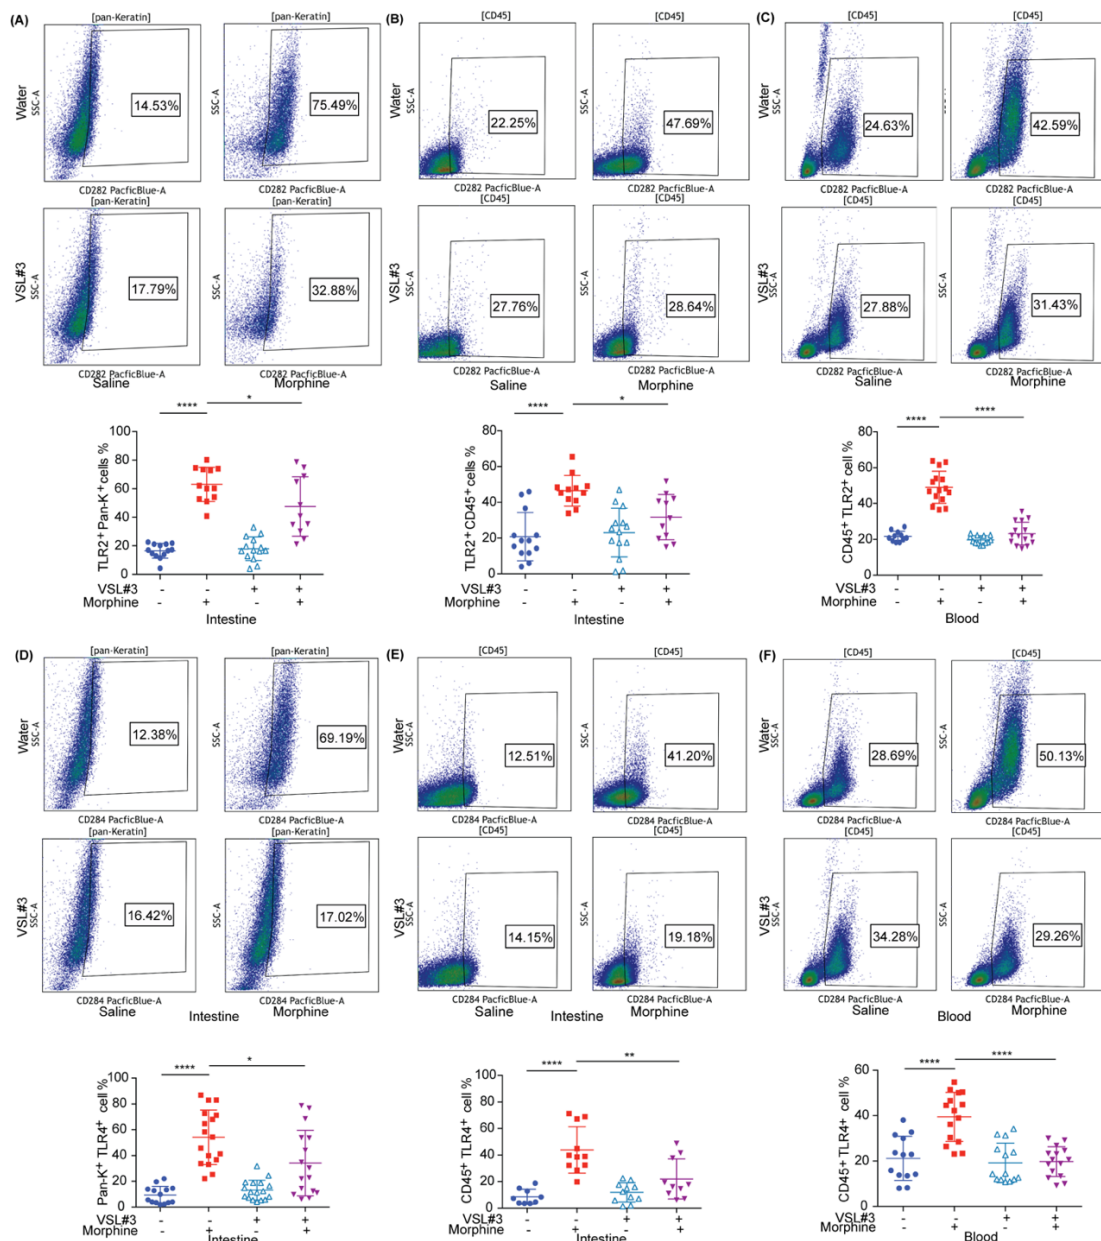 (A)
[pan-Keratin]
[pan-Keratin]
Water
SSC-A
14.53%
SSC-A
75.49%
CD282 PacficBlue-A
CD282 PacficBlue-A
[pan-Keratin]
[pan-Keratin]
VSL#3
SSC-A
17.79%
SSC-A
32.88%
CD282 PacficBlue-A
CD282 PacficBlue-A
Saline
Morphine
****
*
TLR2+ Pan-K+ cells %
100
80
60
40
20
0
VSL#3 - - + +
Morphine - + - +
Intestine
(B)
[CD45]
[CD45]
Water
SSC-A
22.25%
SSC-A
47.69%
CD282 PacficBlue-A
CD282 PacficBlue-A
[CD45]
[CD45]
VSL#3
SSC-A
27.76%
SSC-A
28.64%
CD282 PacficBlue-A
CD282 PacficBlue-A
Saline
Morphine
****
*
TLR2+ CD45+ cells %
80
60
40
20
0
VSL#3 - - + +
Morphine - + - +
Intestine
(C)
[CD45]
[CD45]
Water
SSC-A
24.63%
42.59%
CD282 PacficBlue-A
CD282 PacficBlue-A
[CD45]
[CD45]
VSL#3
SSC-A
27.88%
SSC-A
31.43%
CD282 PacficBlue-A
CD282 PacficBlue-A
Saline
Morphine
****
****
CD45+ TLR2+ cell %
80
60
40
20
0
VSL#3 - - + +
Morphine - + - +
Blood
(D)
[pan-Keratin]
[pan-Keratin]
Water
SSC-A
12.38%
SSC-A
69.19%
CD284 PacficBlue-A
CD284 PacficBlue-A
[pan-Keratin]
[pan-Keratin]
VSL#3
SSC-A
16.42%
SSC-A
17.02%
CD284 PacficBlue-A
CD284 PacficBlue-A
Saline
Intestine
Morphine
****
*
Pan-K+ TLR4+ cell %
100
80
60
40
20
0
VSL#3 - - + +
Morphine - + - +
Intestine
(E)
[CD45]
[CD45]
Water
SSC-A
12.51%
SSC-A
41.20%
CD284 PacficBlue-A
CD284 PacficBlue-A
[CD45]
[CD45]
VSL#3
SSC-A
14.15%
SSC-A
19.18%
CD284 PacficBlue-A
CD284 PacficBlue-A
Saline
Intestine
Morphine
****
**
CD45+ TLR4+ cell %
100
80
60
40
20
0
VSL#3 - - + +
Morphine - + - +
Intestine
(F)
[CD45]
[CD45]
Water
SSC-A
28.69%
SSC-A
50.13%
CD284 PacficBlue-A
CD284 PacficBlue-A
[CD45]
[CD45]
VSL#3
SSC-A
34.28%
SSC-A
29.26%
CD284 PacficBlue-A
CD284 PacficBlue-A
Saline
Blood
Morphine
****
****
CD45+ TLR4+ cell %
60
40
20
0
VSL#3 - - + +
Morphine - + - +
Blood